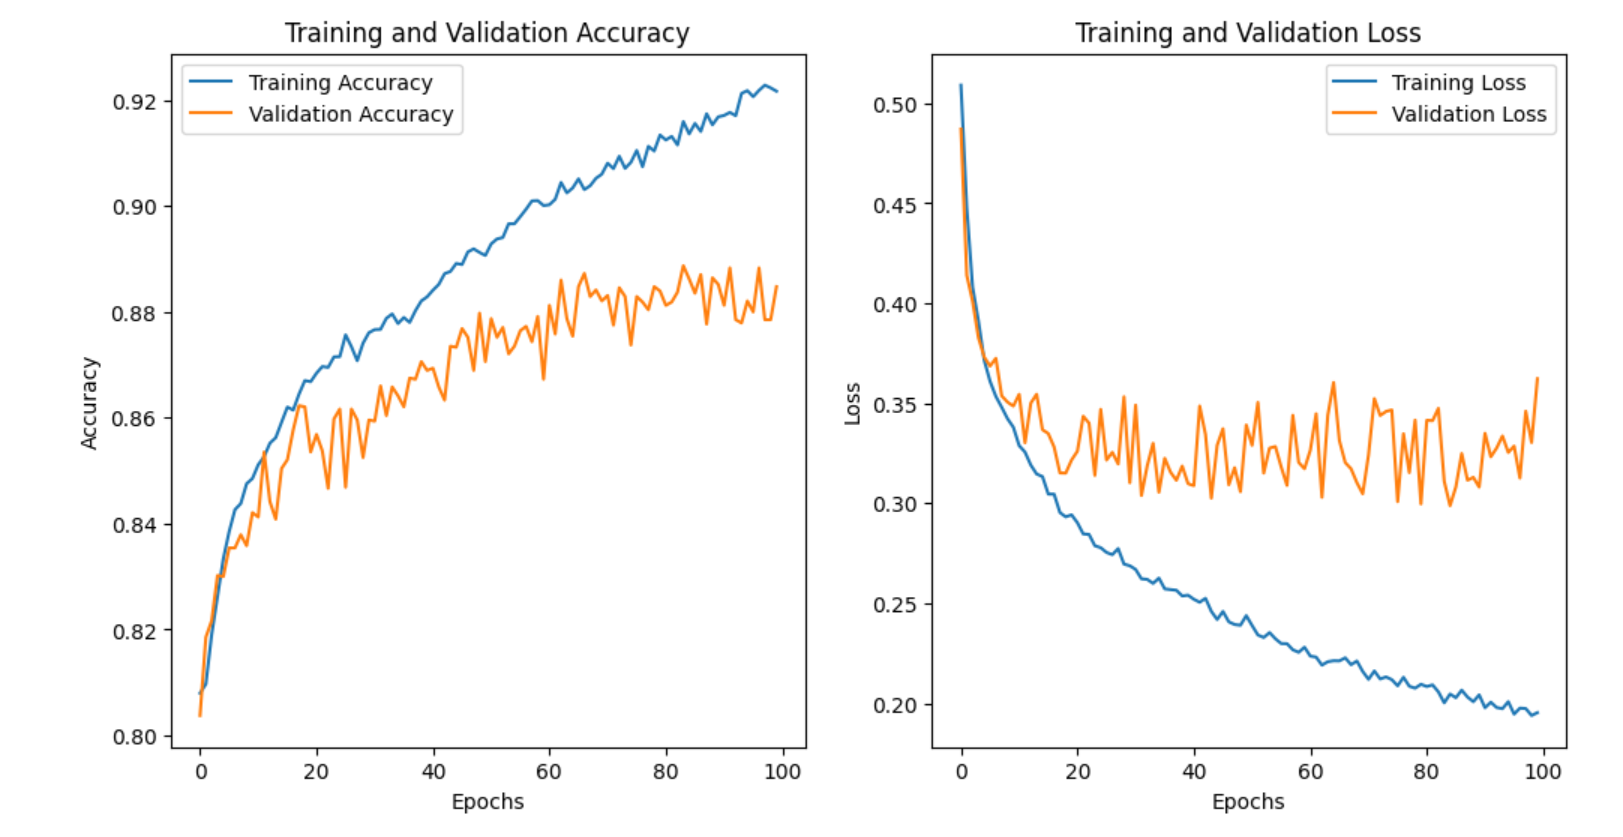 Training and Validation Accuracy
Training Accuracy
Validation Accuracy
0.92
0.90
0.88
0.86
0.84
0.82
0.80
Accuracy
0
20
40
60
80
100
Epochs
Training and Validation Loss
Training Loss
Validation Loss
0.50
0.45
0.40
0.35
0.30
0.25
0.20
Loss
0
20
40
60
80
100
Epochs